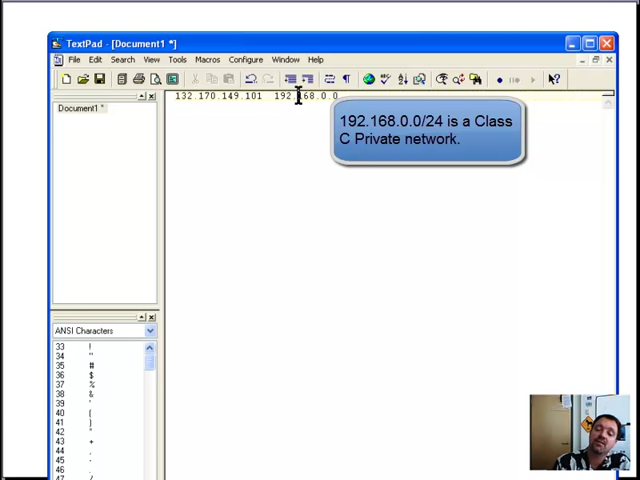 TextPad - [Document1 *]
File Edit Search View Tools Macros Configure Window Help
132.170.149.101 192.168.0.0
Document1 *
192.168.0.0/24 is a Class
C Private network.
ANSI Characters
33 !
34 "
35 #
36 $
37 %
38 &
39 '
40 (
41 )
42 *
43 +
44 ,
45 -
46 .
47 /